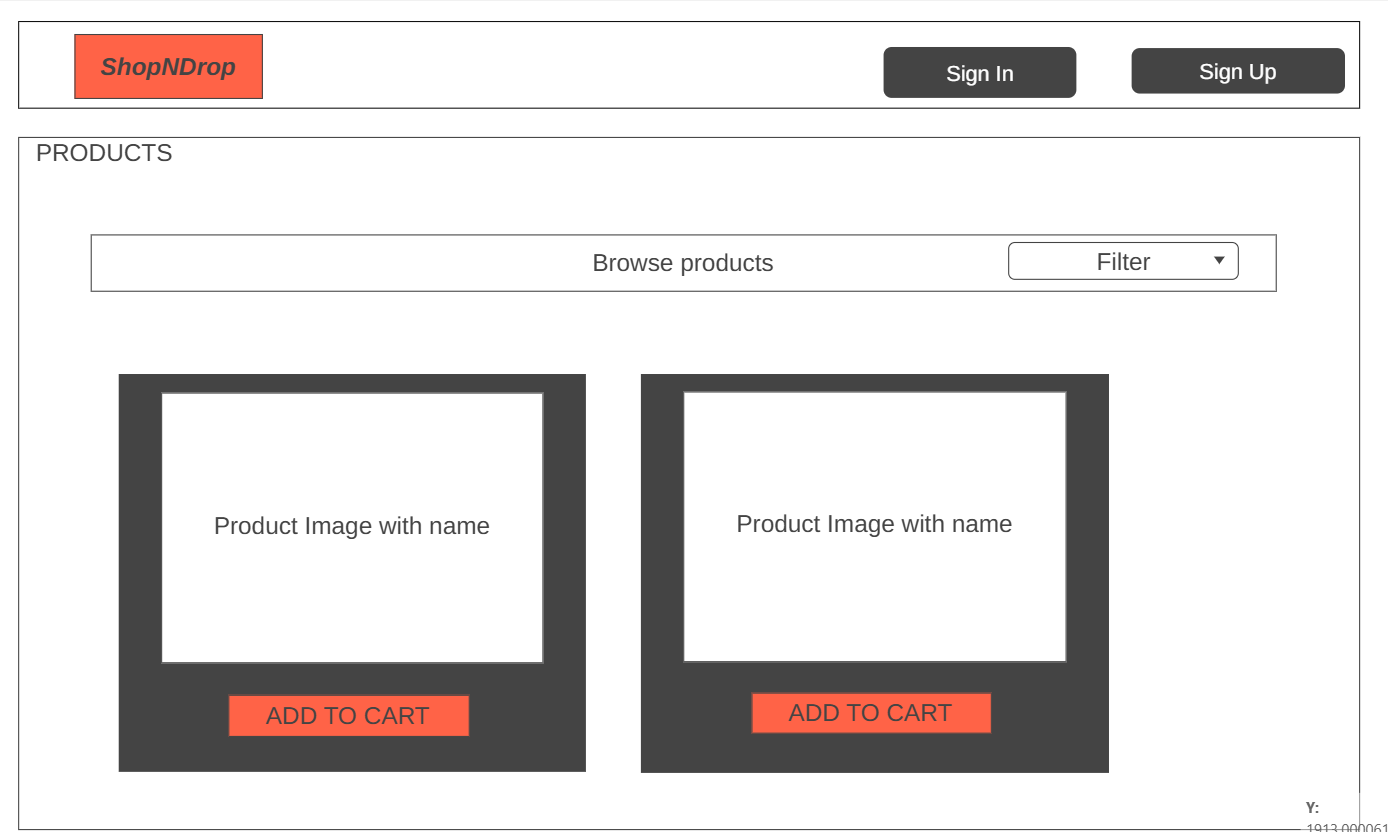 ShopNDrop
Sign In
Sign Up
PRODUCTS
Browse products
Filter
Product Image with name
Product Image with name
ADD TO CART
ADD TO CART
Y:
1913.000061